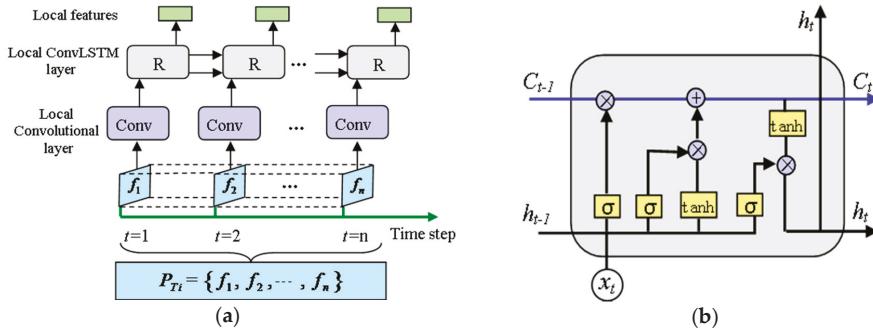 Local features
Local ConvLSTM
layer
R
R
...
R
Local
Convolutional
layer
Conv
Conv
...
Conv
f1
f2
...
fn
t=1
t=2
t=n
Time step
PTi = { f1, f2, ···, fn }
(a)
ht
Ct-1
Ct
×
+
tanh
×
×
σ
σ
tanh
σ
ht-1
ht
xt
(b)